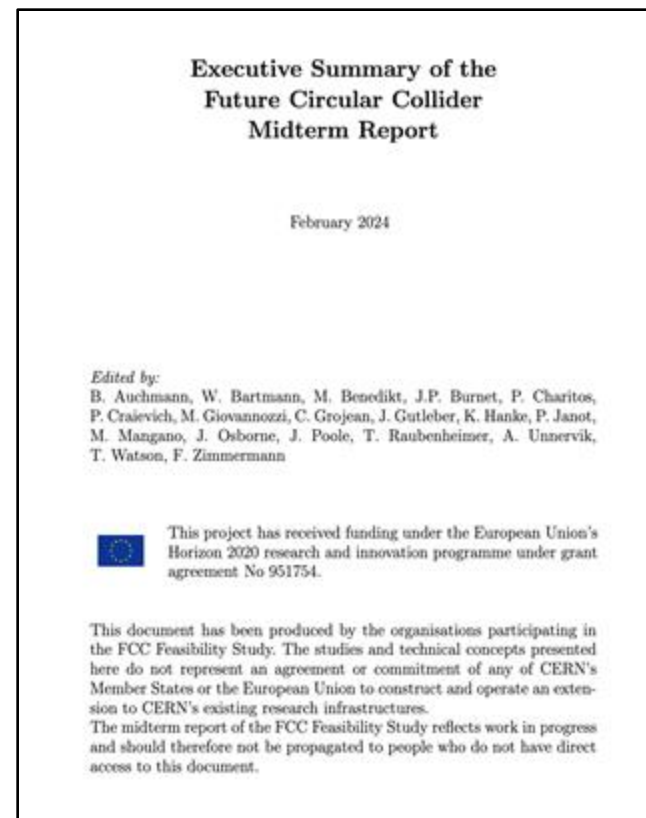 Executive Summary of the
Future Circular Collider
Midterm Report
February 2024
Edited by:
B. Auchmann, W. Bartmann, M. Benedikt, J.P. Burnet, P. Charitos,
P. Craievich, M. Giovannozzi, C. Grojean, J. Gutleber, K. Hanke, P. Janot,
M. Mangano, J. Osborne, J. Poole, T. Raubenheimer, A. Unnervik,
T. Watson, F. Zimmermann
This project has received funding under the European Union's
Horizon 2020 research and innovation programme under grant
agreement No 951754.
This document has been produced by the organisations participating in
the FCC Feasibility Study. The studies and technical concepts presented
here do not represent an agreement or commitment of any of CERN's
Member States or the European Union to construct and operate an exten-
sion to CERN's existing research infrastructures.
The midterm report of the FCC Feasibility Study reflects work in progress
and should therefore not be propagated to people who do not have direct
access to this document.